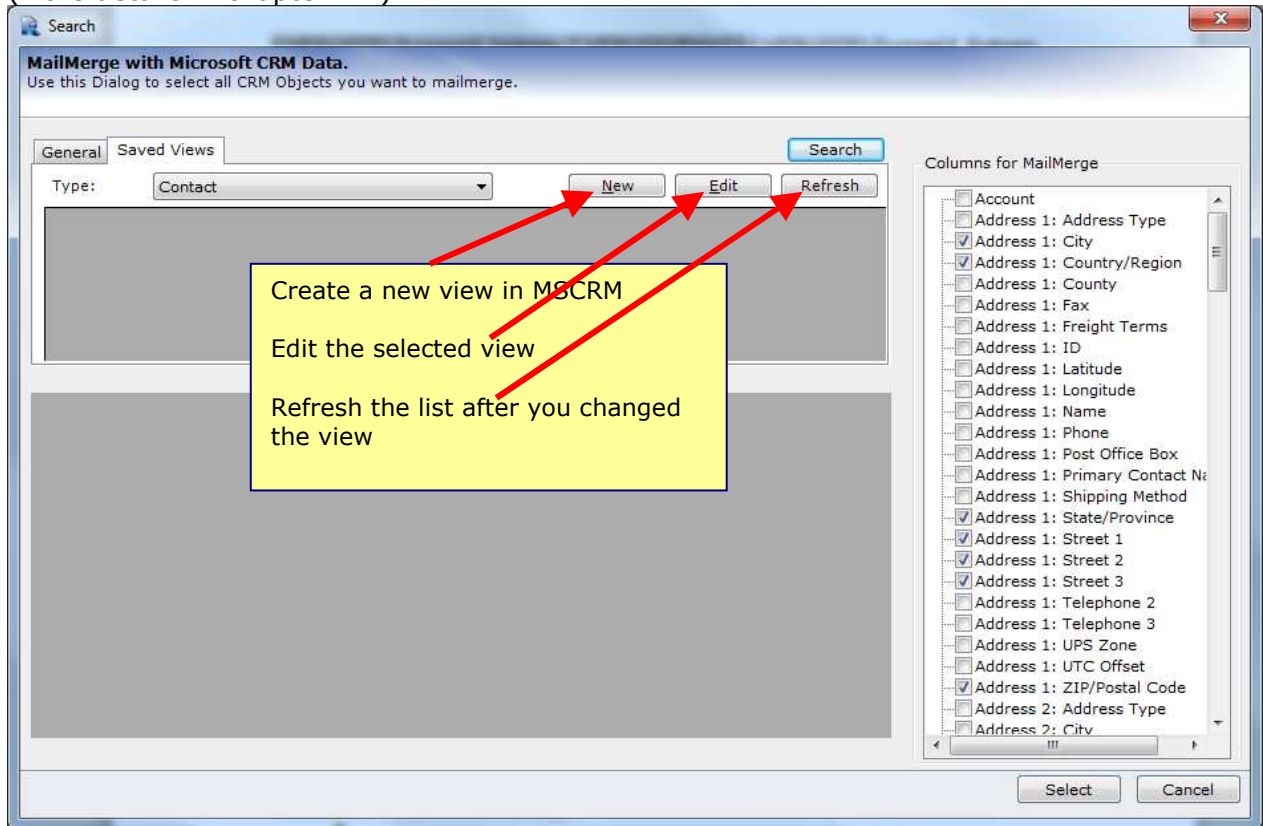 Search
MailMerge with Microsoft CRM Data.
Use this Dialog to select all CRM Objects you want to mailmerge.
General
Saved Views
Search
Type:
Contact
New
Edit
Refresh
Create a new view in MSCRM
Edit the selected view
Refresh the list after you changed
the view
Columns for MailMerge
Account
Address 1: Address Type
Address 1: City
Address 1: Country/Region
Address 1: County
Address 1: Fax
Address 1: Freight Terms
Address 1: ID
Address 1: Latitude
Address 1: Longitude
Address 1: Name
Address 1: Phone
Address 1: Post Office Box
Address 1: Primary Contact
Address 1: Shipping Method
Address 1: State/Province
Address 1: Street 1
Address 1: Street 2
Address 1: Street 3
Address 1: Telephone 2
Address 1: Telephone 3
Address 1: UPS Zone
Address 1: UTC Offset
Address 1: ZIP/Postal Code
Address 2: Address Type
Address 2: City
Select
Cancel